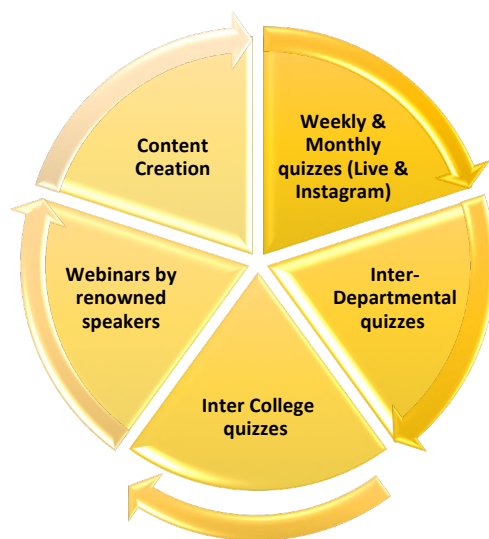 Weekly &
Monthly
quizzes (Live &
Instagram)
Inter-
Departmental
quizzes
Inter College
quizzes
Webinars by
renowned
speakers
Content
Creation